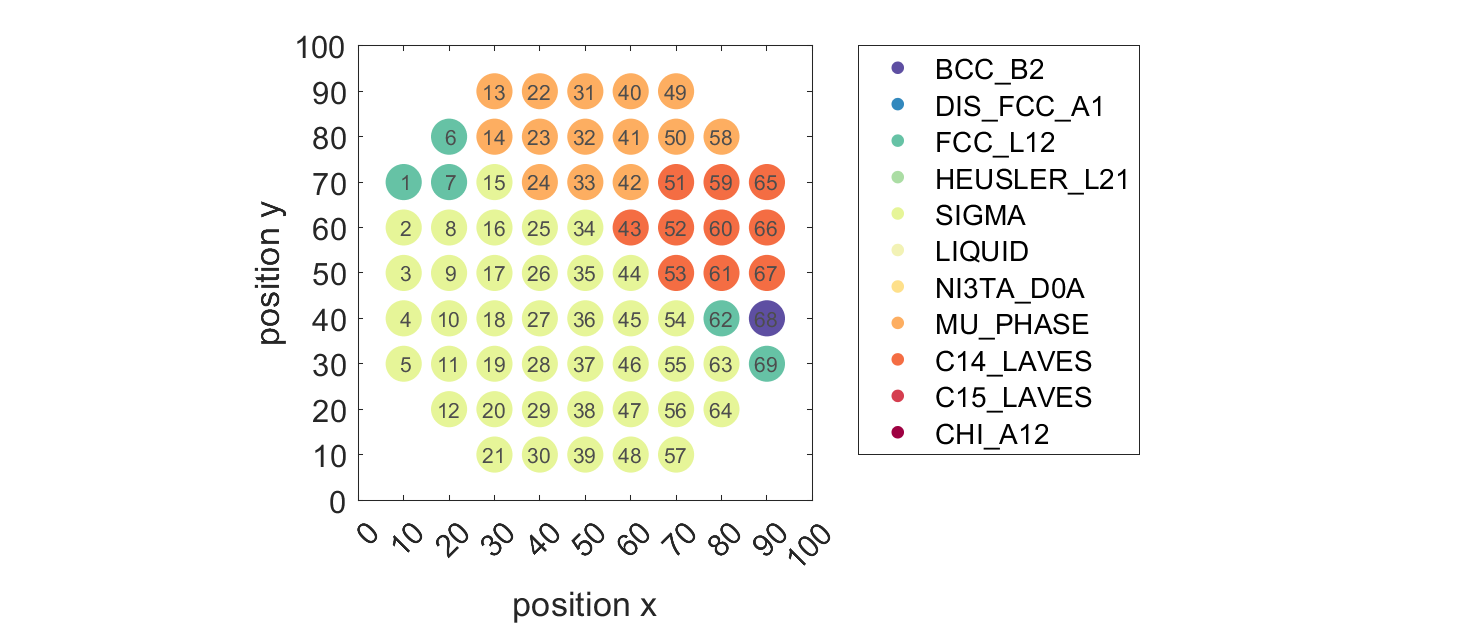 100
90
80
70
60
50
40
30
20
10
0
position y
13 22 31 40 49
6 14 23 32 41 50 58
1 7 15 24 33 42 51 59 65
2 8 16 25 34 43 52 60 66
3 9 17 26 35 44 53 61 67
4 10 18 27 36 45 54 62 68
5 11 19 28 37 46 55 63 69
12 20 29 38 47 56 64
21 30 39 48 57
0 10 20 30 40 50 60 70 80 90 100
position x
BCC_B2
DIS_FCC_A1
FCC_L12
HEUSLER_L21
SIGMA
LIQUID
NI3TA_D0A
MU_PHASE
C14_LAVES
C15_LAVES
CHI_A12